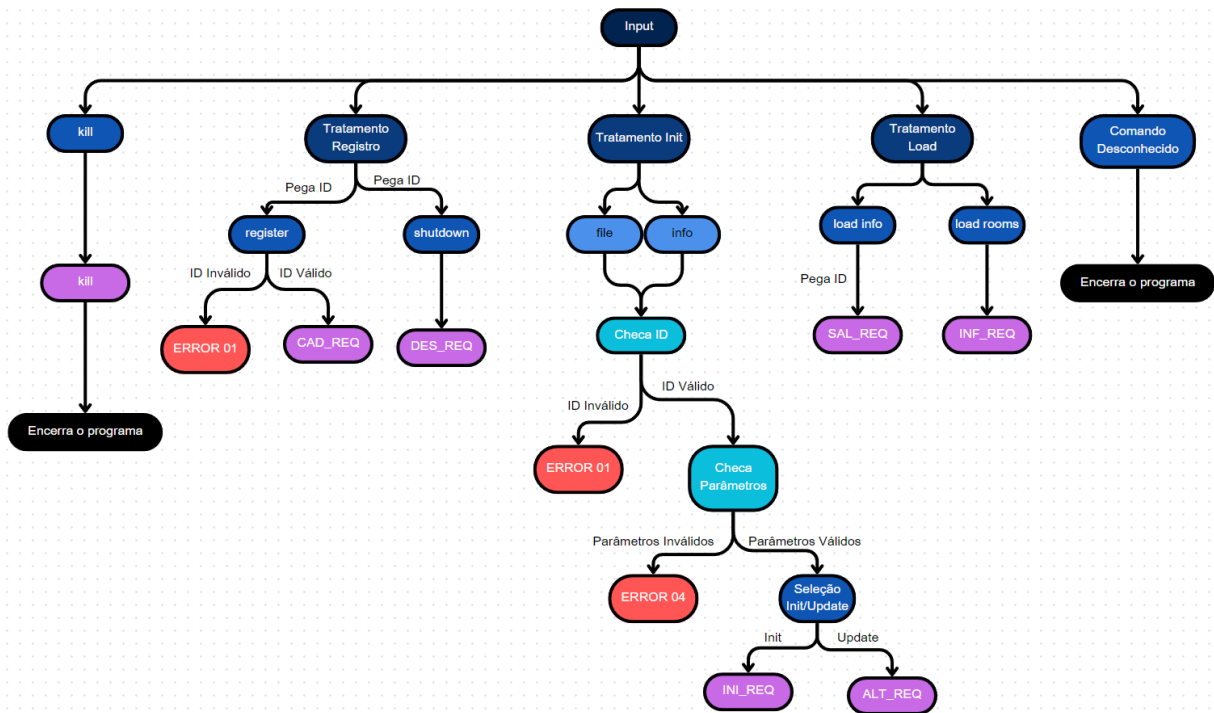 Input
kill
Tratamento
Registro
Tratamento Init
Tratamento
Load
Comando
Desconhecido
Pega ID
Pega ID
register
shutdown
file
info
load info
load rooms
ID Inválido
ID Válido
Pega ID
kill
Encerra o programa
ERROR 01
CAD_REQ
DES_REQ
Checa ID
SAL_REQ
INF_REQ
ID Válido
ID Inválido
Encerra o programa
ERROR 01
Checa
Parâmetros
Parâmetros Inválidos
Parâmetros Válidos
ERROR 04
Seleção
Init/Update
Init
Update
INI_REQ
ALT_REQ